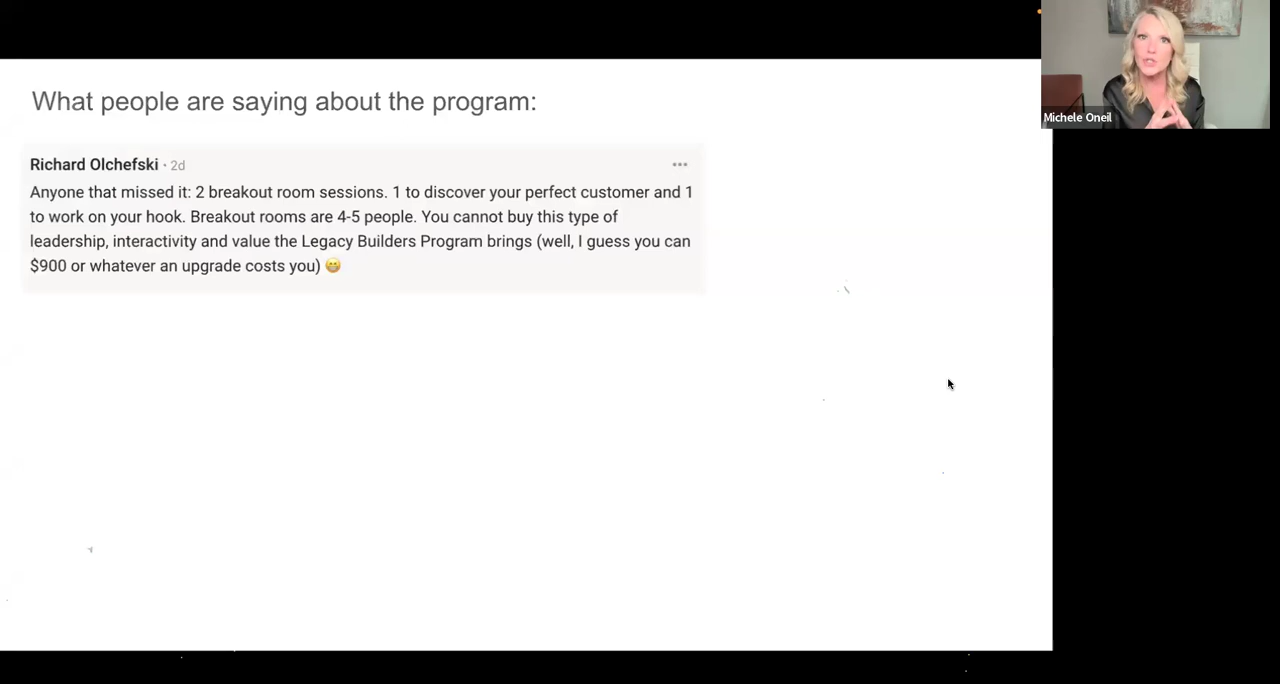 What people are saying about the program:
Richard Olchefski · 2d
Anyone that missed it: 2 breakout room sessions. 1 to discover your perfect customer and 1
to work on your hook. Breakout rooms are 4-5 people. You cannot buy this type of
leadership, interactivity and value the Legacy Builders Program brings (well, I guess you can
$900 or whatever an upgrade costs you) 😁
Michele Oneil